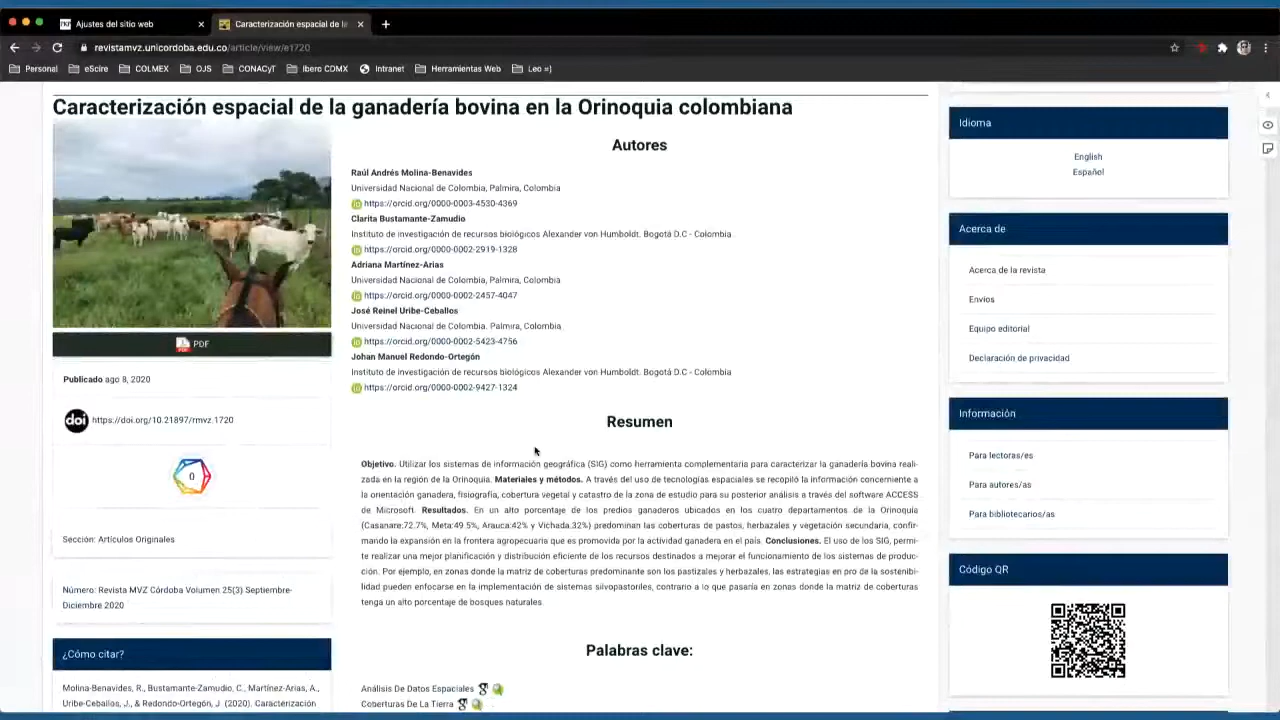 Ajustes del sitio web
Caracterización espacial de la
revistamvz.unicordoba.edu.co/article/view/e1720
Personal
eScire
COLMEX
OJS
CONACyT
Ibero CDMX
Intranet
Herramientas Web
Leo =)
Caracterización espacial de la ganadería bovina en la Orinoquia colombiana
PDF
Publicado ago 8, 2020
doi https://doi.org/10.21897/rmvz.1720
0
Sección: Artículos Originales
Número: Revista MVZ Córdoba Volumen 25(3) Septiembre-
Diciembre 2020
¿Cómo citar?
Molina-Benavides, R., Bustamante-Zamudio, C., Martínez-Arias, A.,
Uribe-Ceballos, J., & Redondo-Ortegón, J. (2020). Caracterización
Autores
Raúl Andrés Molina-Benavides
Universidad Nacional de Colombia, Palmira, Colombia
https://orcid.org/0000-0003-4530-4369
Clarita Bustamante-Zamudio
Instituto de investigación de recursos biológicos Alexander von Humboldt. Bogotá D.C - Colombia
https://orcid.org/0000-0002-2919-1328
Adriana Martínez-Arias
Universidad Nacional de Colombia, Palmira, Colombia
https://orcid.org/0000-0002-2457-4047
José Reinel Uribe-Ceballos
Universidad Nacional de Colombia. Palmira, Colombia
https://orcid.org/0000-0002-5423-4756
Johan Manuel Redondo-Ortegón
Instituto de investigación de recursos biológicos Alexander von Humboldt. Bogotá D.C - Colombia
https://orcid.org/0000-0002-9427-1324
Resumen
Objetivo. Utilizar los sistemas de información geográfica (SIG) como herramienta complementaria para caracterizar la ganadería bovina reali-
zada en la región de la Orinoquia. Materiales y métodos. A través del uso de tecnologías espaciales se recopiló la información concerniente a
la orientación ganadera, fisiografía, cobertura vegetal y catastro de la zona de estudio para su posterior análisis a través del software ACCESS
de Microsoft. Resultados. En un alto porcentaje de los predios ganaderos ubicados en los cuatro departamentos de la Orinoquia
(Casanare:72.7%, Meta:49.5%, Arauca:42% y Vichada.32%) predominan las coberturas de pastos, herbazales y vegetación secundaria, confir-
mando la expansión en la frontera agropecuaria que es promovida por la actividad ganadera en el país. Conclusiones. El uso de los SIG, permi-
te realizar una mejor planificación y distribución eficiente de los recursos destinados a mejorar el funcionamiento de los sistemas de produc-
ción. Por ejemplo, en zonas donde la matriz de coberturas predominante son los pastizales y herbazales, las estrategias en pro de la sostenibi-
lidad pueden enfocarse en la implementación de sistemas silvopastoriles, contrario a lo que pasaría en zonas donde la matriz de coberturas
tenga un alto porcentaje de bosques naturales.
Palabras clave:
Análisis De Datos Espaciales
Coberturas De La Tierra
Idioma
English
Español
Acerca de
Acerca de la revista
Envíos
Equipo editorial
Declaración de privacidad
Información
Para lectoras/es
Para autores/as
Para bibliotecarios/as
Código QR